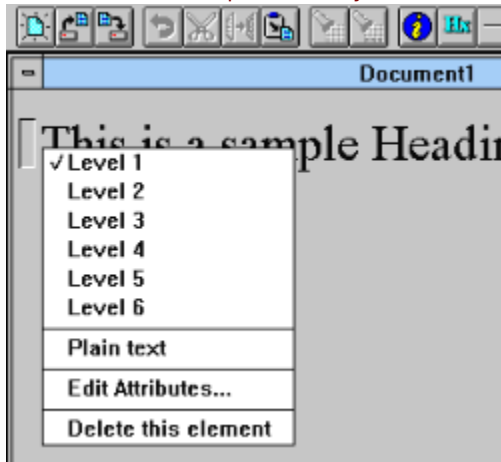 Hx
Document1
This is a sample Headin
✓Level 1
Level 2
Level 3
Level 4
Level 5
Level 6
Plain text
Edit Attributes...
Delete this element